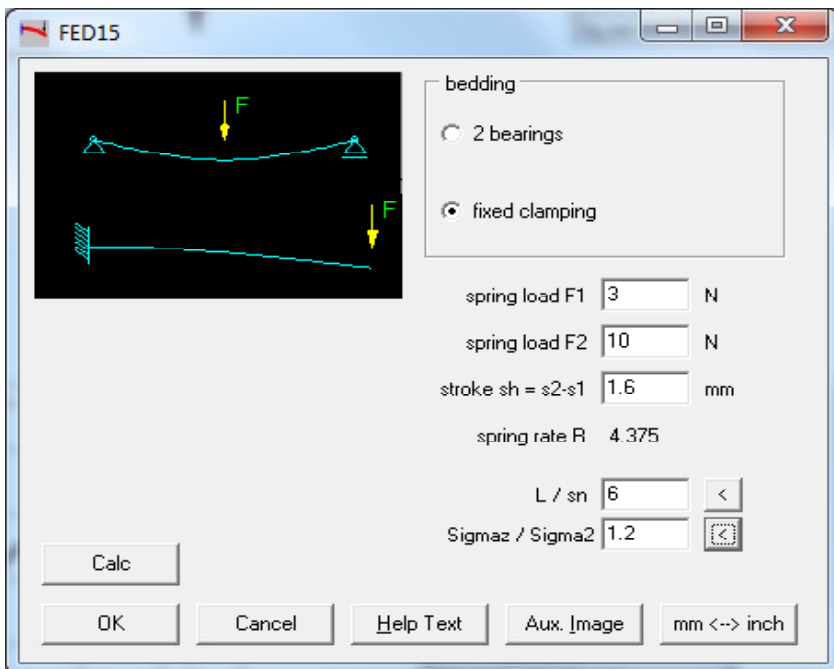 FED15
F
F
bedding
2 bearings
fixed clamping
spring load F1 3 N
spring load F2 10 N
stroke sh = s2-s1 1.6 mm
spring rate R 4.375
L / sn 6 <
Sigmaz / Sigma2 1.2 <
Calc
OK Cancel Help Text Aux. Image mm <--> inch